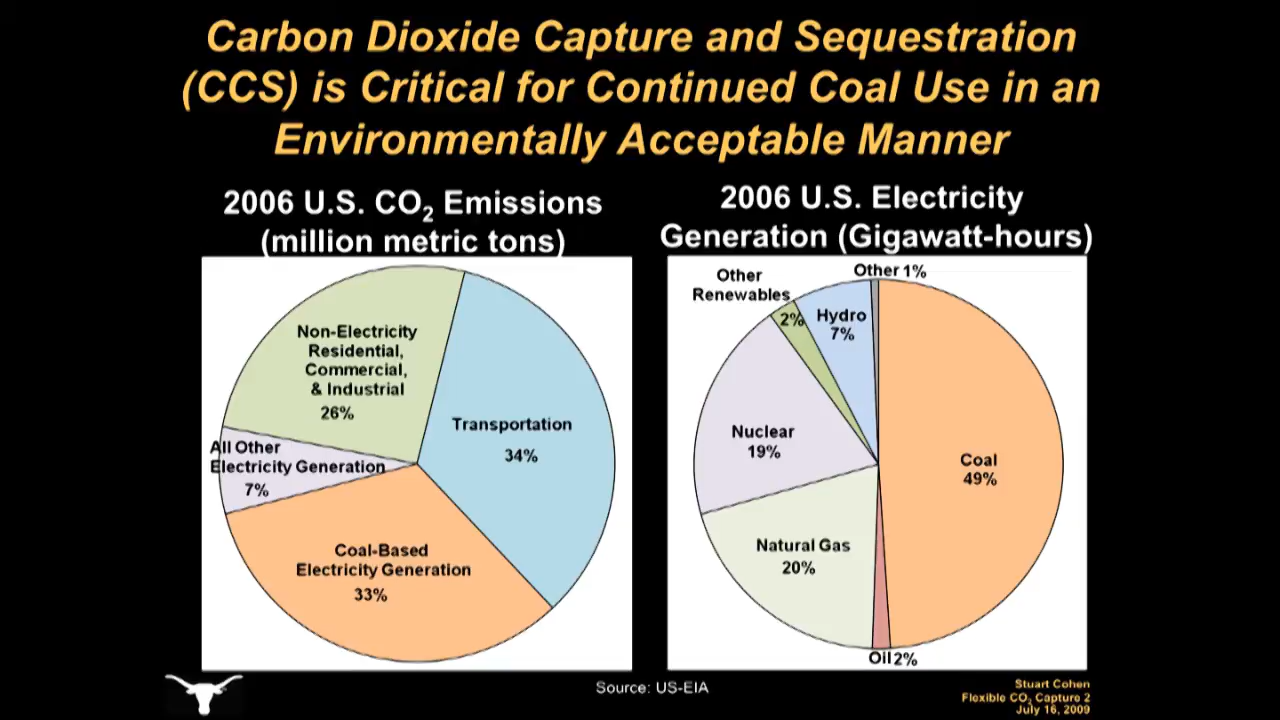 Carbon Dioxide Capture and Sequestration
(CCS) is Critical for Continued Coal Use in an
Environmentally Acceptable Manner
2006 U.S. CO₂ Emissions
(million metric tons)
Non-Electricity
Residential,
Commercial,
& Industrial
26%
Transportation
34%
All Other
Electricity Generation
7%
Coal-Based
Electricity Generation
33%
2006 U.S. Electricity
Generation (Gigawatt-hours)
Other 1%
Other
Renewables
2%
Hydro
7%
Nuclear
19%
Coal
49%
Natural Gas
20%
Oil 2%
Source: US-EIA
Stuart Cohen
Flexible CO₂ Capture 2
July 16, 2009